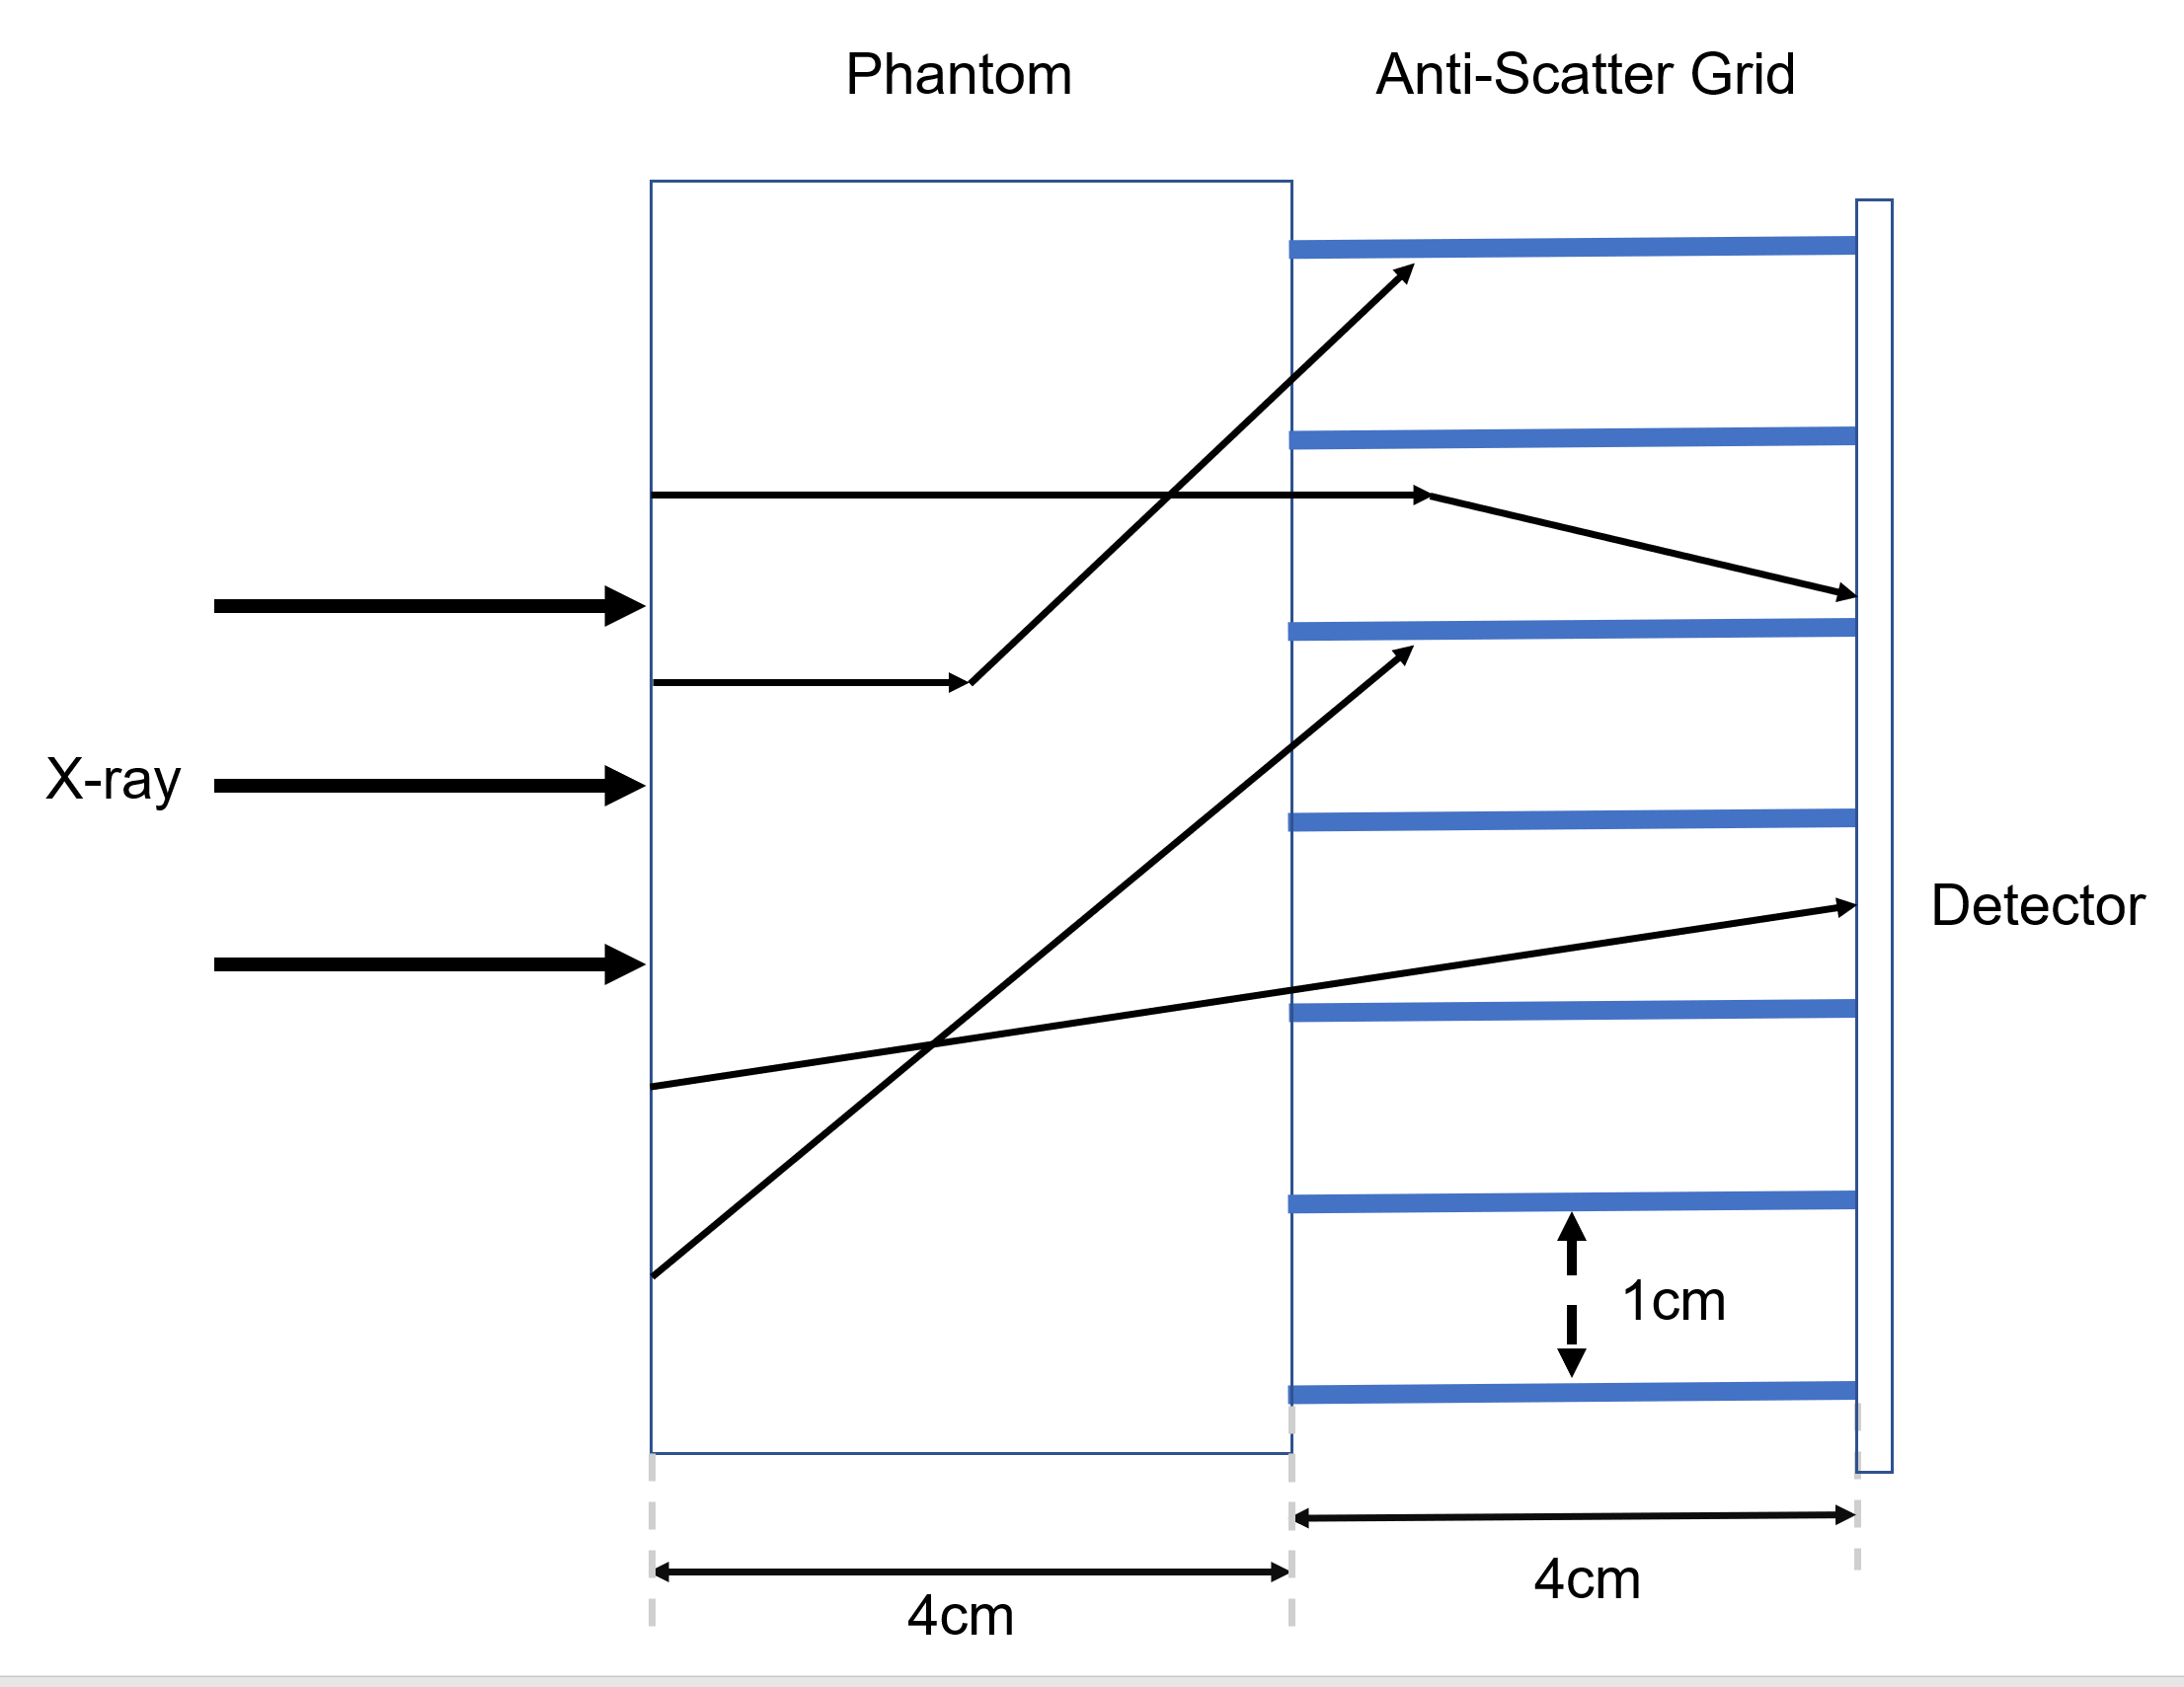 Phantom
Anti-Scatter Grid
X-ray
Detector
1cm
4cm
4cm